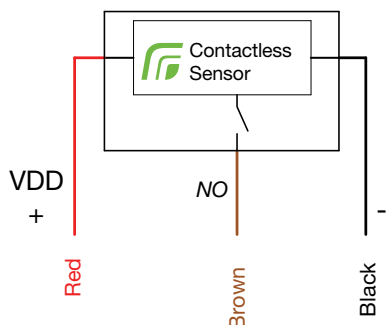 Contactless
Sensor
VDD
+
NO
-
Red
Brown
Black